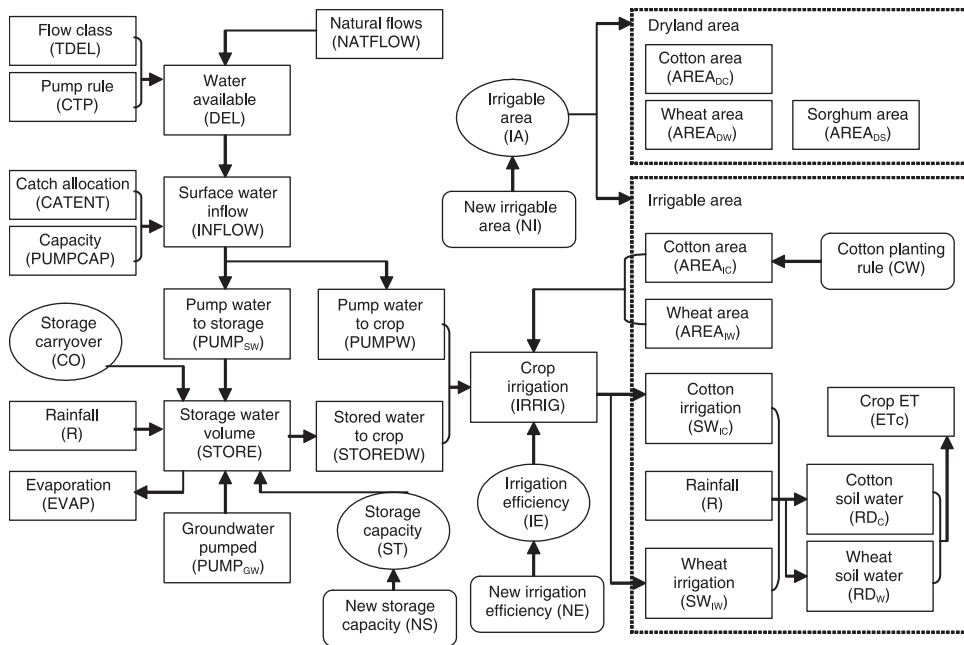 Flow class
(TDEL)
Pump rule
(CTP)
Natural flows
(NATFLOW)
Water
available
(DEL)
Catch allocation
(CATENT)
Capacity
(PUMPCAP)
Surface water
inflow
(INFLOW)
Pump water
to storage
(PUMPSW)
Pump water
to crop
(PUMPW)
Storage
carryover
(CO)
Rainfall
(R)
Evaporation
(EVAP)
Storage water
volume
(STORE)
Stored water
to crop
(STOREDW)
Groundwater
pumped
(PUMPGW)
Storage
capacity
(ST)
New storage
capacity (NS)
Irrigable
area
(IA)
New irrigable
area (NI)
Crop
irrigation
(IRRIG)
Irrigation
efficiency
(IE)
New irrigation
efficiency (NE)
Dryland area
Cotton area
(AREADC)
Wheat area
(AREADW)
Sorghum area
(AREADS)
Irrigable area
Cotton area
(AREAIC)
Cotton planting
rule (CW)
Wheat area
(AREAIW)
Cotton
irrigation
(SWIC)
Crop ET
(ETc)
Rainfall
(R)
Cotton
soil water
(RDC)
Wheat
irrigation
(SWIW)
Wheat
soil water
(RDW)